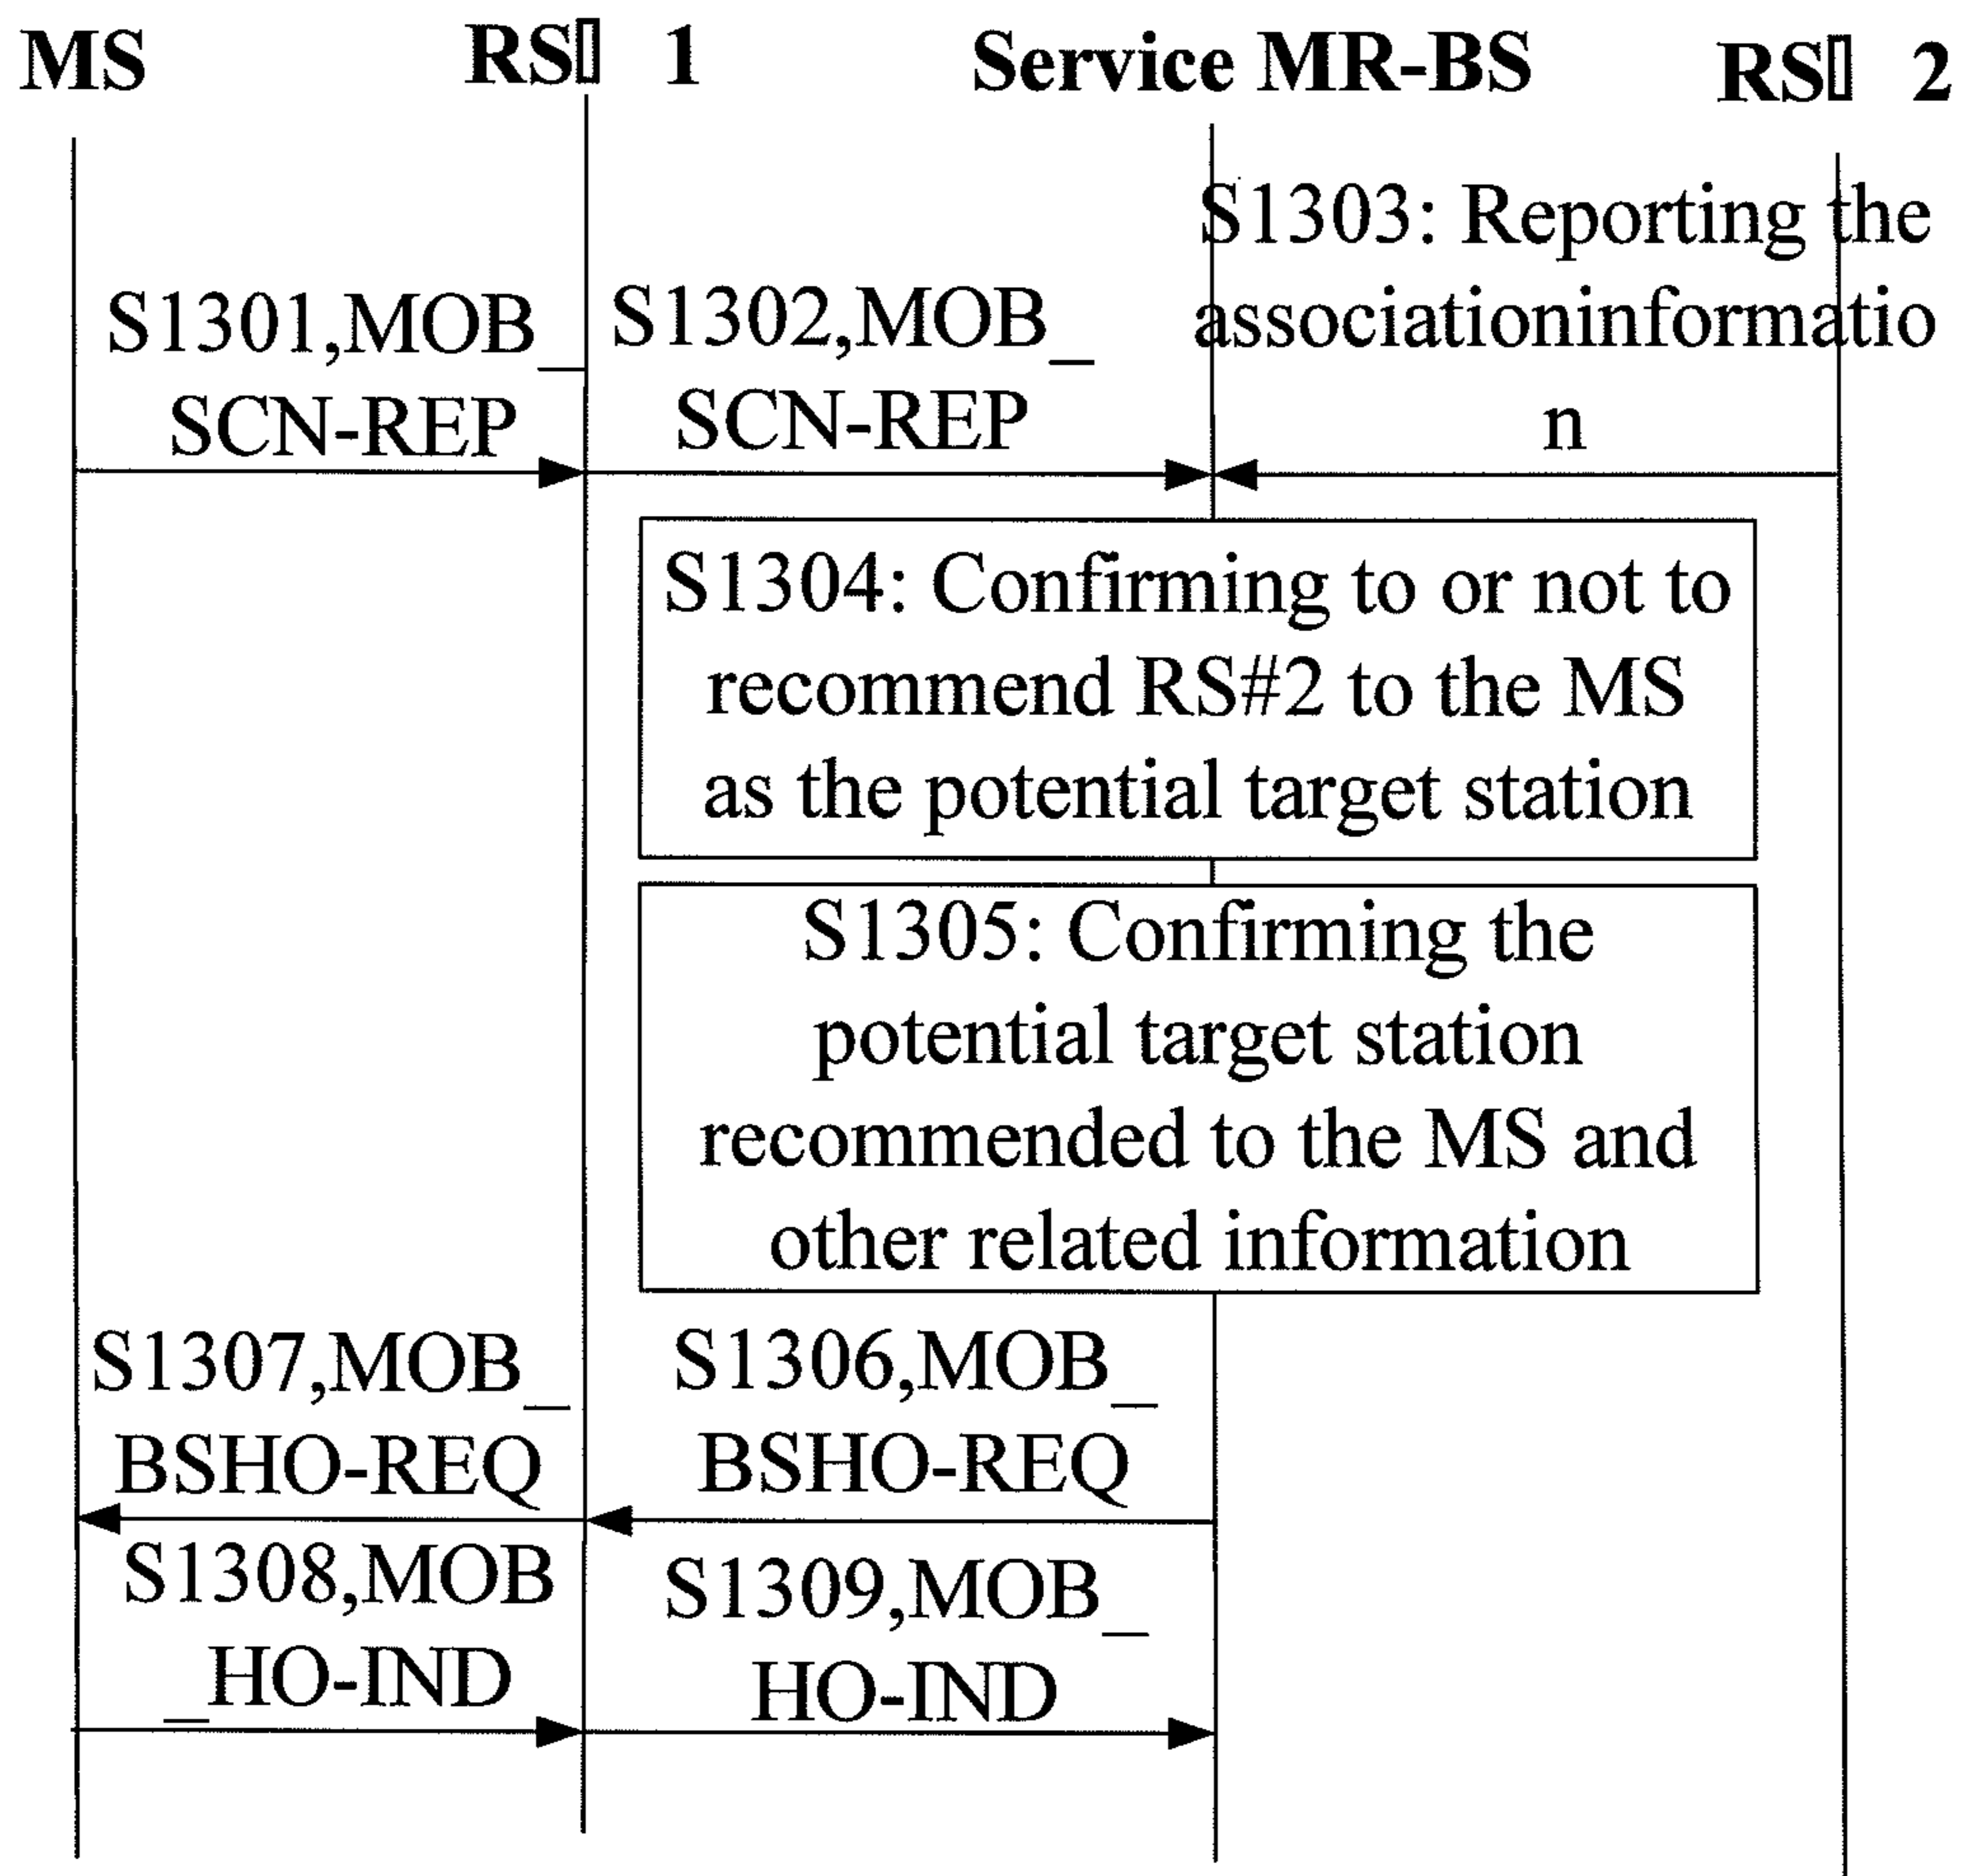 MS
RS▯ 1
Service MR-BS
RS▯ 2
S1303: Reporting the
associationinformatio
n
S1301,MOB_
SCN-REP
S1302,MOB_
SCN-REP
S1304: Confirming to or not to
recommend RS#2 to the MS
as the potential target station
S1305: Confirming the
potential target station
recommended to the MS and
other related information
S1307,MOB_
BSHO-REQ
S1306,MOB_
BSHO-REQ
S1308,MOB
_HO-IND
S1309,MOB_
HO-IND